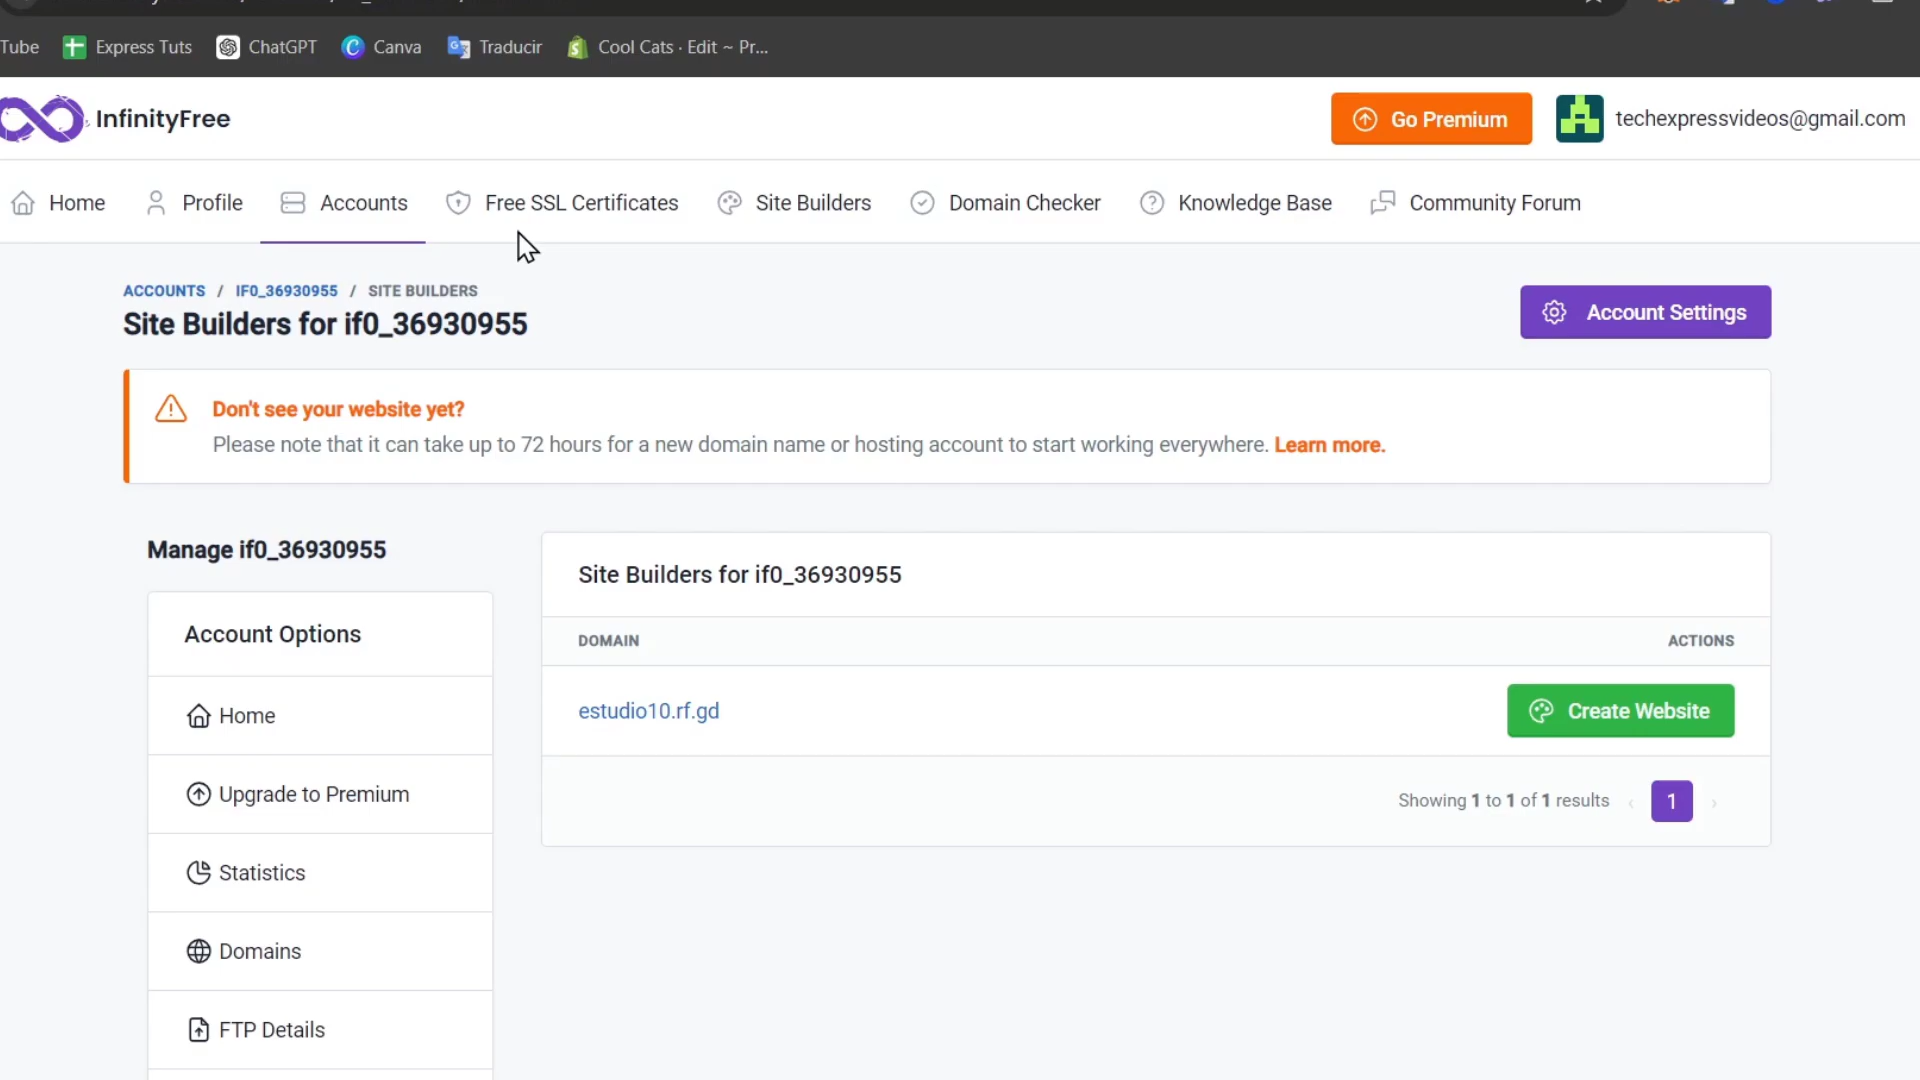 Tube Express Tuts ChatGPT Canva Traducir Cool Cats · Edit ~ Pr...
InfinityFree Go Premium techexpressvideos@gmail.com
Home Profile Accounts Free SSL Certificates Site Builders Domain Checker Knowledge Base Community Forum
ACCOUNTS / IF0_36930955 / SITE BUILDERS
Site Builders for if0_36930955
Account Settings
Don't see your website yet?
Please note that it can take up to 72 hours for a new domain name or hosting account to start working everywhere. Learn more.
Manage if0_36930955
Account Options
Home
Upgrade to Premium
Statistics
Domains
FTP Details
Site Builders for if0_36930955
DOMAIN ACTIONS
estudio10.rf.gd Create Website
Showing 1 to 1 of 1 results ‹ 1 ›